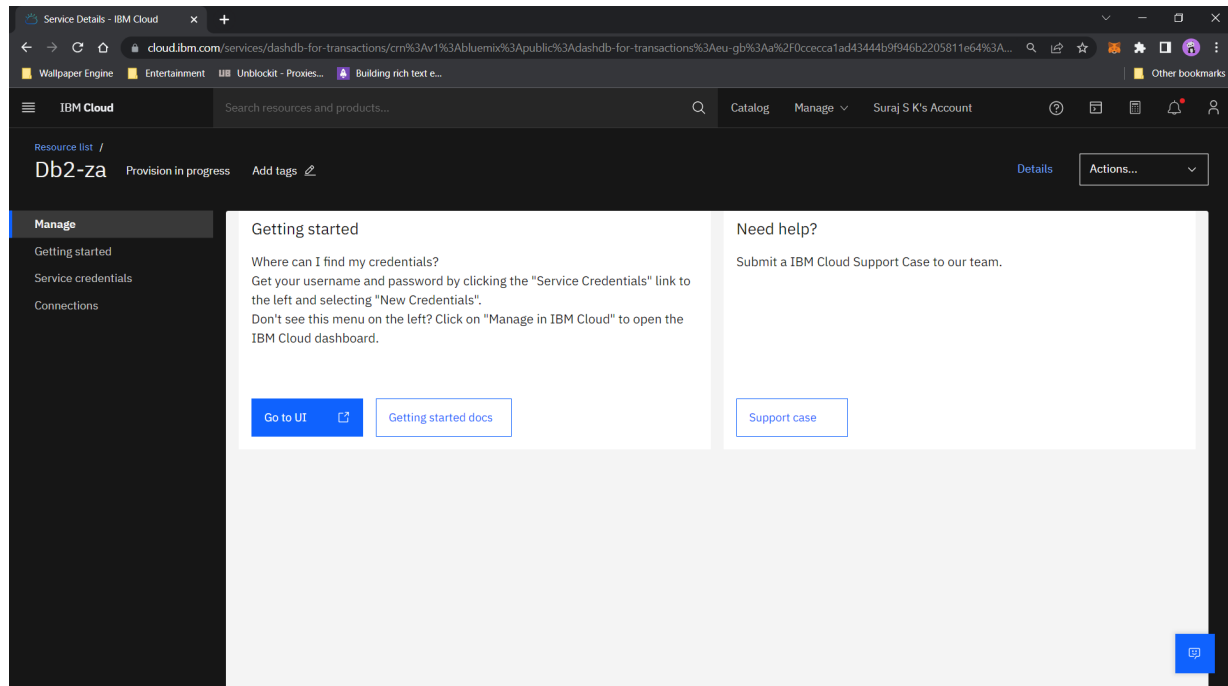 Service Details - IBM Cloud
cloud.ibm.com/services/dashdb-for-transactions/crn%3Av1%3Abluemix%3Apublic%3Adashdb-for-transactions%3Aeu-gb%3Aa%2F0ccecca1ad43444b9f946b2205811e64%3A...
Wallpaper Engine Entertainment UB Unblockit - Proxies... Building rich text e... Other bookmarks
IBM Cloud Search resources and products... Catalog Manage Suraj S K's Account
Resource list /
Db2-za Provision in progress Add tags Details Actions...
Manage
Getting started
Service credentials
Connections
Getting started
Where can I find my credentials?
Get your username and password by clicking the "Service Credentials" link to
the left and selecting "New Credentials".
Don't see this menu on the left? Click on "Manage in IBM Cloud" to open the
IBM Cloud dashboard.
Go to UI Getting started docs
Need help?
Submit a IBM Cloud Support Case to our team.
Support case